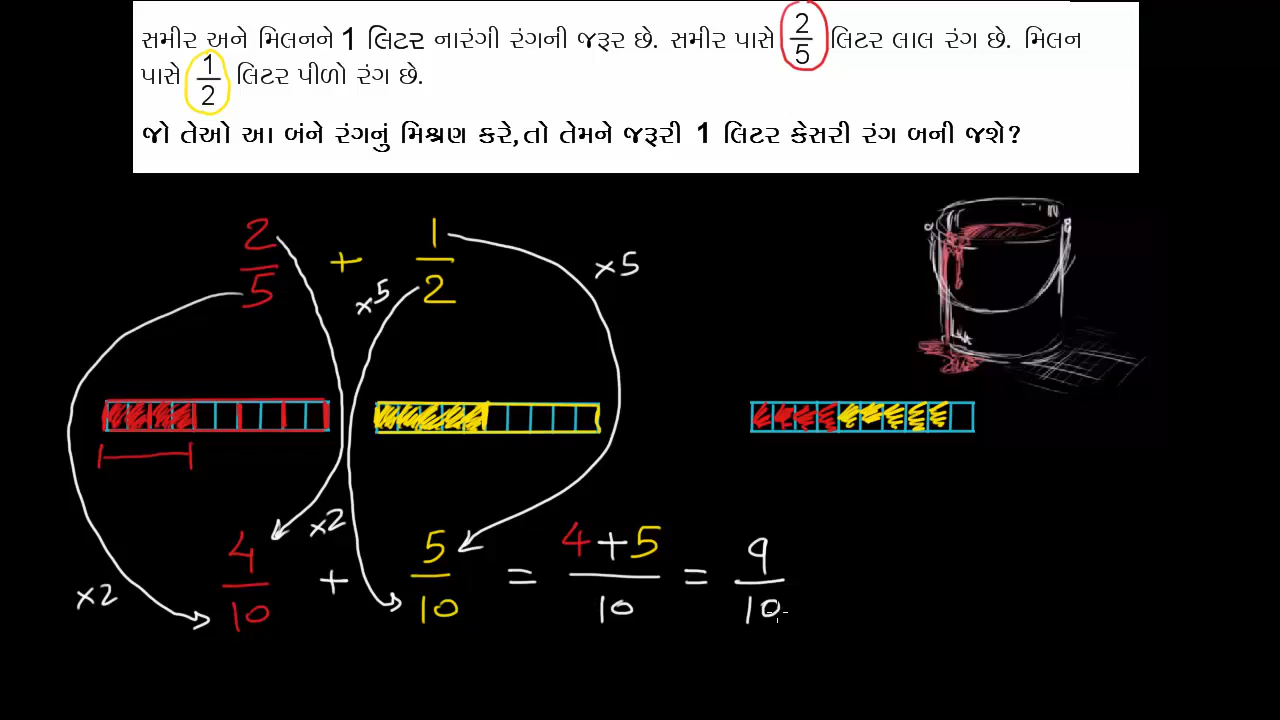 સમીર અને મિલનને 1 લિટર નારંગી રંગની જરૂર છે. સમીર પાસે 2/5 લિટર લાલ રંગ છે. મિલન
પાસે 1/2 લિટર પીળો રંગ છે.
જો તેઓ આ બંને રંગનું મિશ્રણ કરે,તો તેમને જરૂરી 1 લિટર કેસરી રંગ બની જશે?
2/5 + 1/2
×5 ×5
×2 ×2
4/10 + 5/10 = 4+5/10 = 9/10